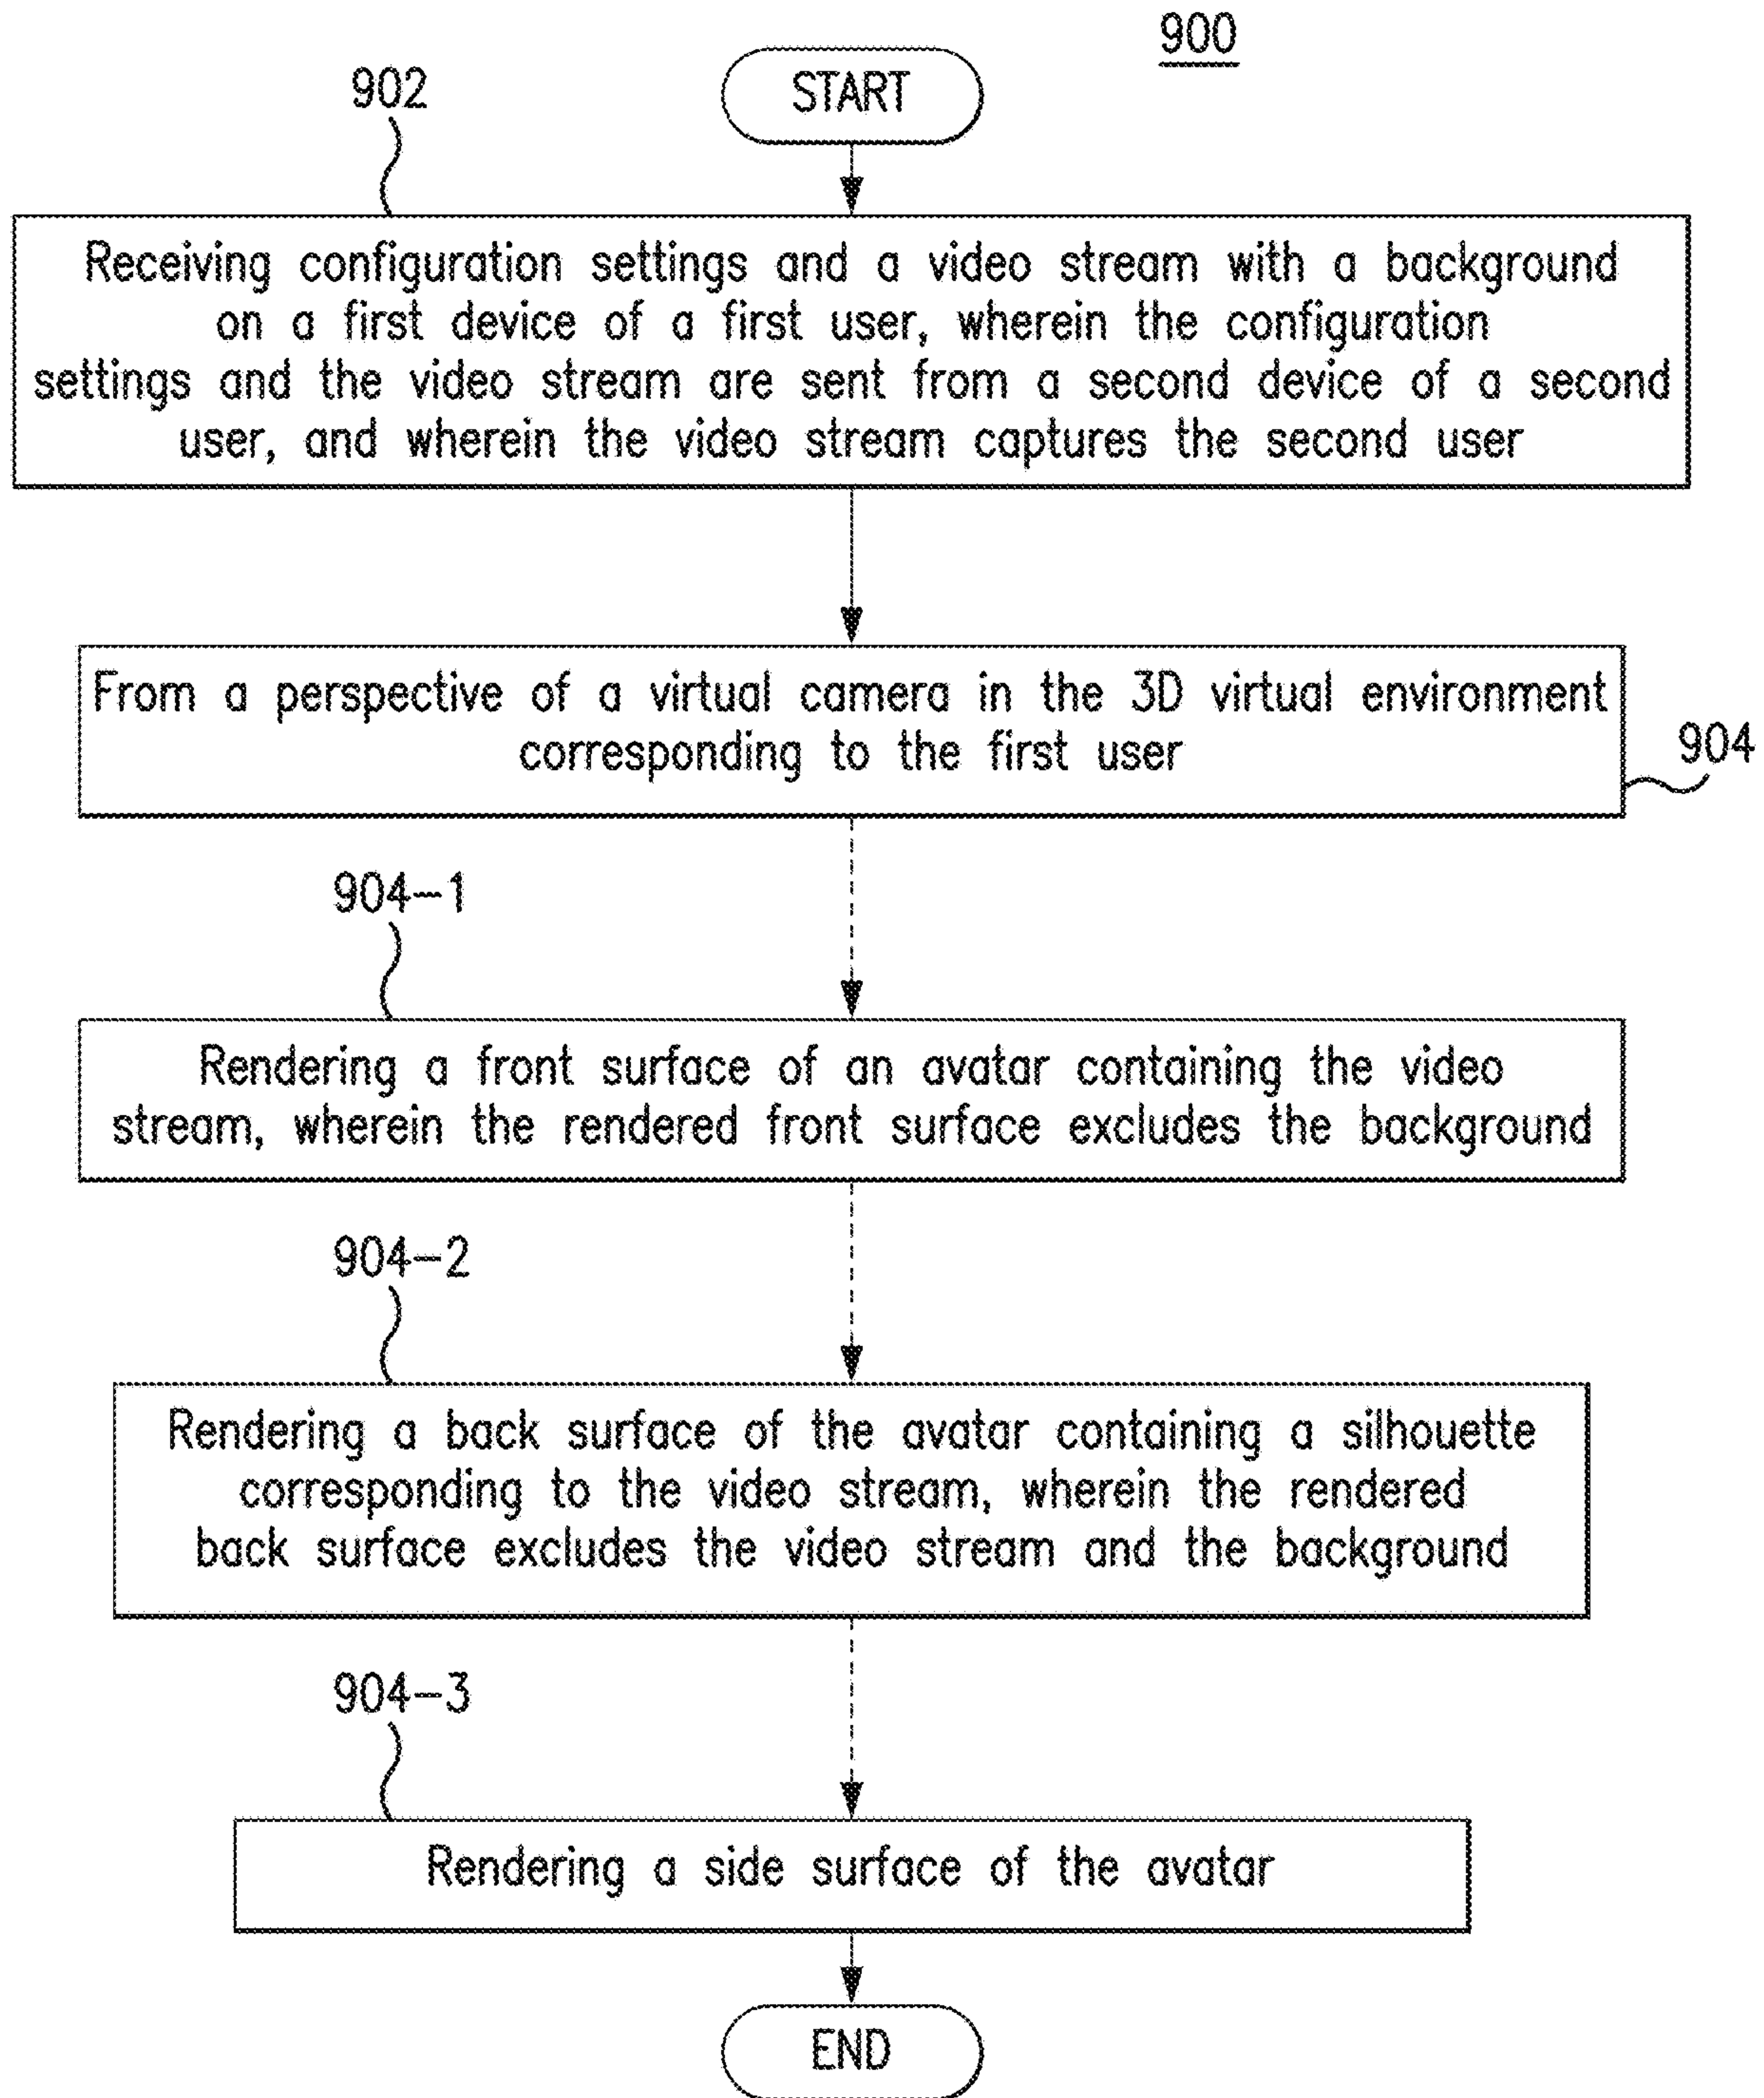 900
902
START
Receiving configuration settings and a video stream with a background
on a first device of a first user, wherein the configuration
settings and the video stream are sent from a second device of a second
user, and wherein the video stream captures the second user
From a perspective of a virtual camera in the 3D virtual environment
corresponding to the first user
904
904-1
Rendering a front surface of an avatar containing the video
stream, wherein the rendered front surface excludes the background
904-2
Rendering a back surface of the avatar containing a silhouette
corresponding to the video stream, wherein the rendered
back surface excludes the video stream and the background
904-3
Rendering a side surface of the avatar
END